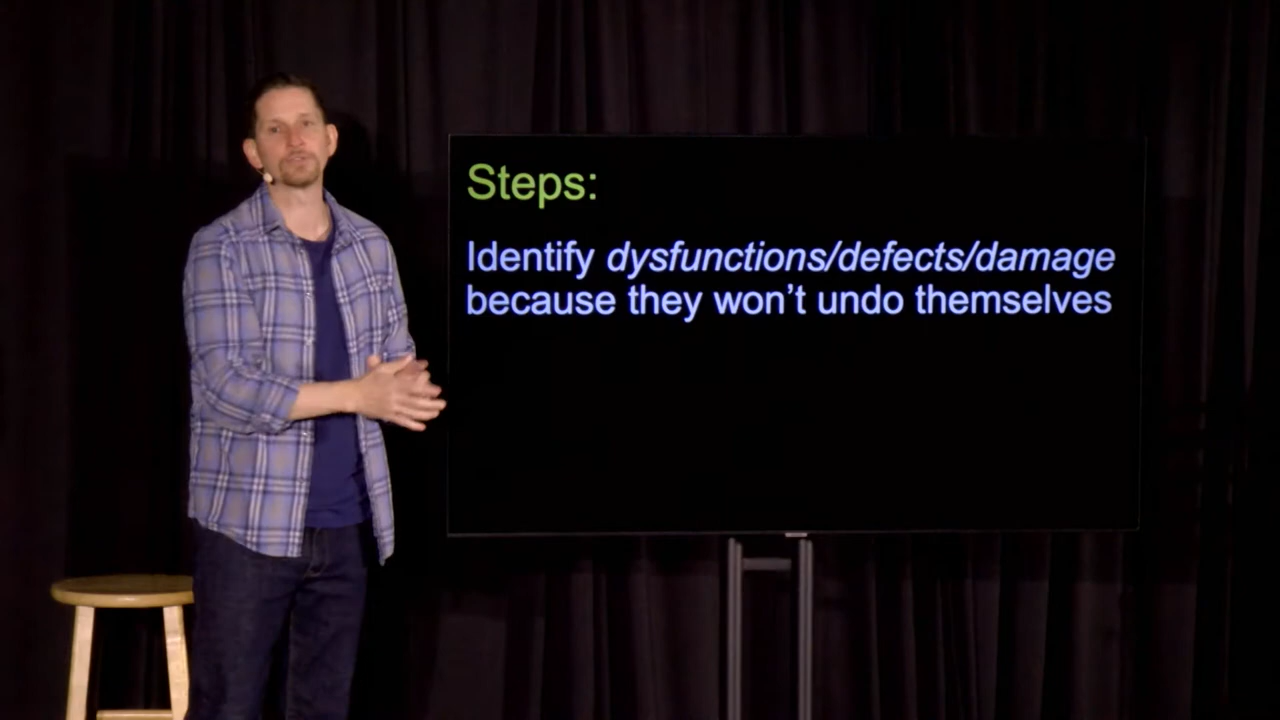 Steps:
Identify dysfunctions/defects/damage
because they won’t undo themselves